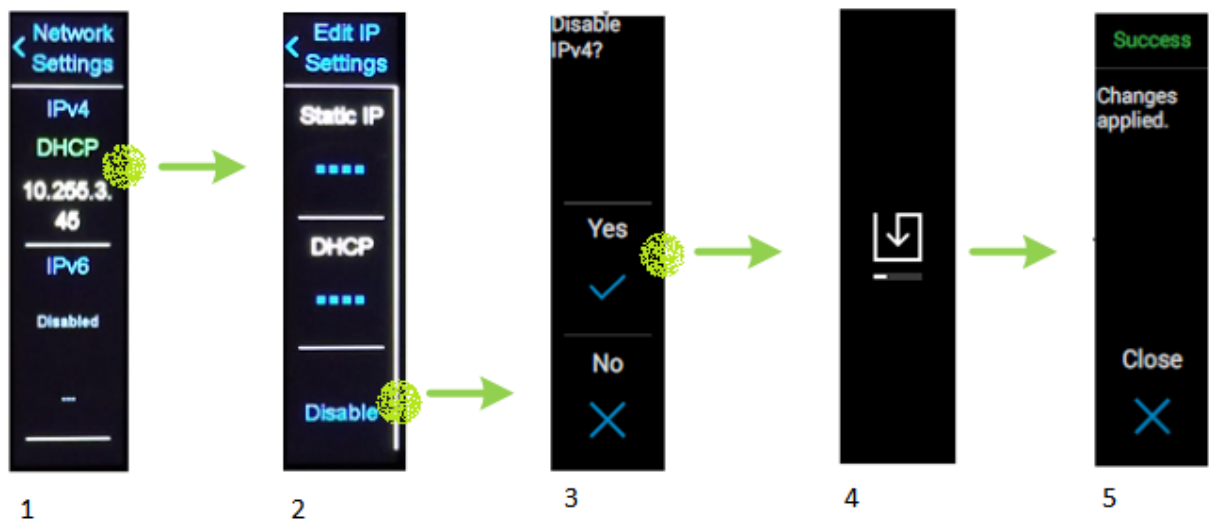 Network
Settings
IPv4
DHCP
10.255.3.
45
IPv6
Disabled
---
Edit IP
Settings
Static IP
DHCP
Disable
Disable
IPv4?
Yes
No
Success
Changes
applied.
Close
1
2
3
4
5